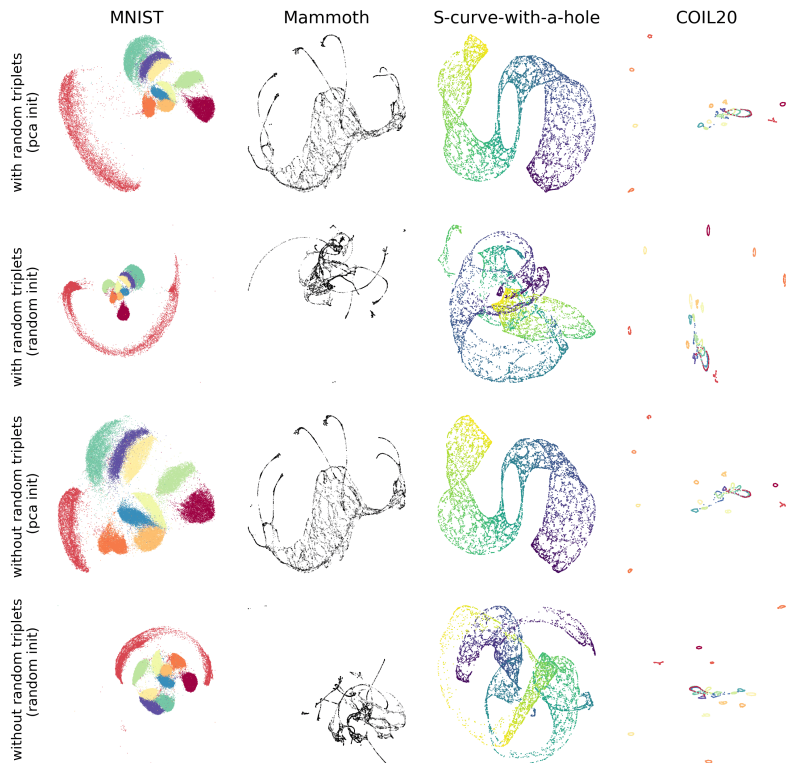 MNIST
Mammoth
S-curve-with-a-hole
COIL20
with random triplets
(pca init)
with random triplets
(random init)
without random triplets
(pca init)
without random triplets
(random init)